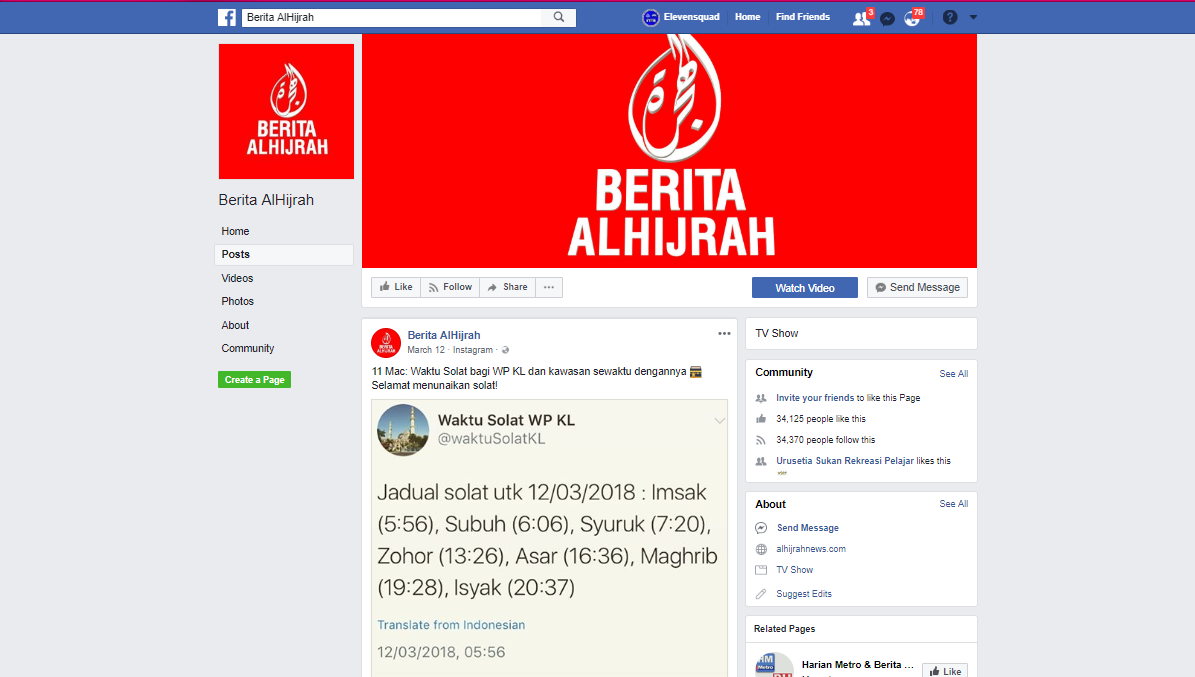 Berita AlHijrah
Elevensquad
Home
Find Friends
3
78
?
BERITA
ALHIJRAH
BERITA
ALHIJRAH
Berita AlHijrah
Home
Posts
Videos
Photos
About
Community
Create a Page
Like
Follow
Share
Watch Video
Send Message
Berita AlHijrah
March 12 · Instagram ·
11 Mac: Waktu Solat bagi WP KL dan kawasan sewaktu dengannya
Selamat menunaikan solat!
Waktu Solat WP KL
@waktuSolatKL
Jadual solat utk 12/03/2018 : Imsak
(5:56), Subuh (6:06), Syuruk (7:20),
Zohor (13:26), Asar (16:36), Maghrib
(19:28), Isyak (20:37)
Translate from Indonesian
12/03/2018, 05:56
TV Show
Community
See All
Invite your friends to like this Page
34,125 people like this
34,370 people follow this
Urusetia Sukan Rekreasi Pelajar likes this
About
See All
Send Message
alhijrahnews.com
TV Show
Suggest Edits
Related Pages
Harian Metro & Berita ...
Like